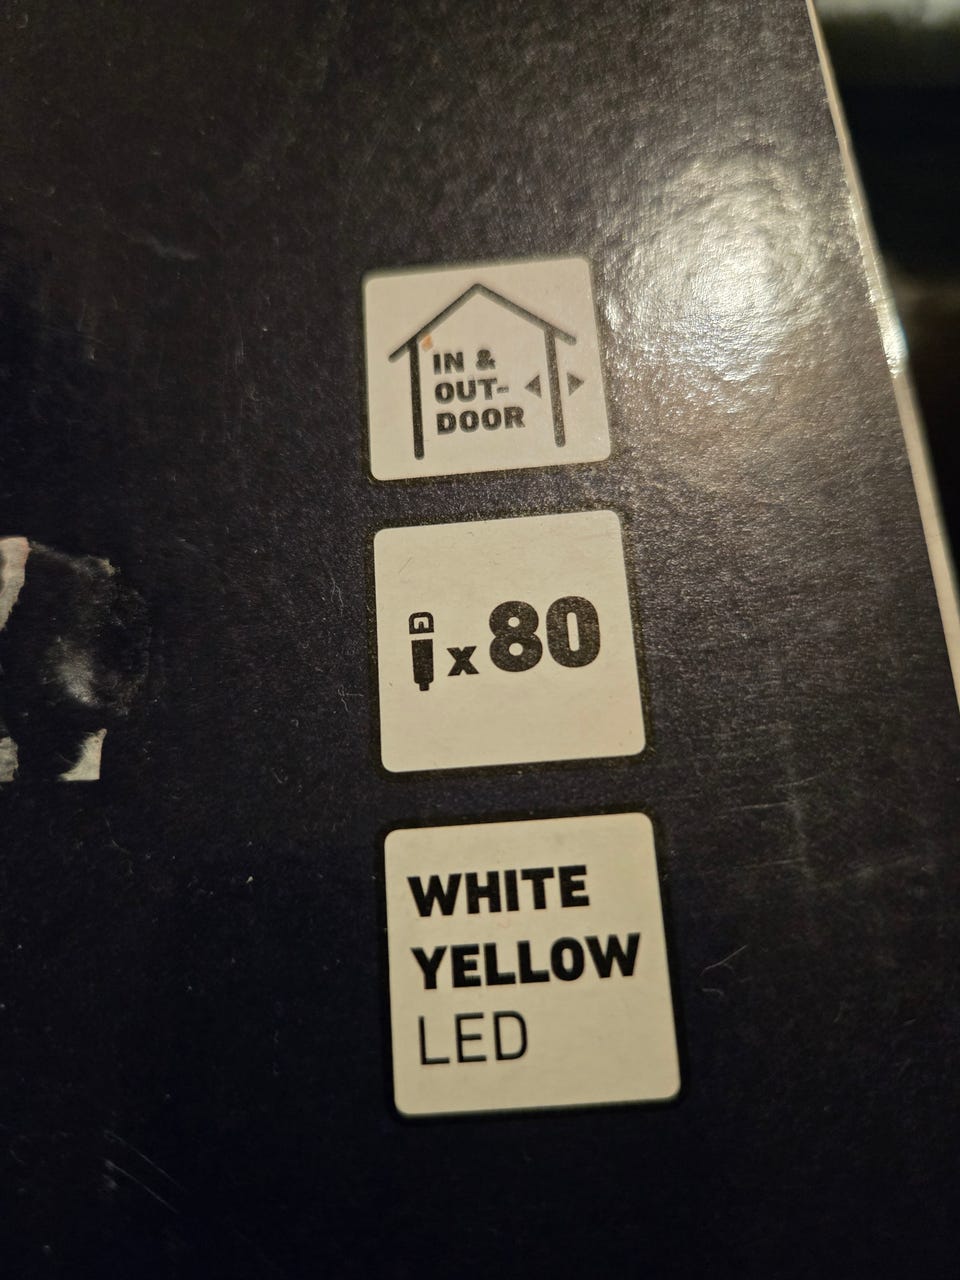 IN &
OUT-
DOOR
x 80
WHITE
YELLOW
LED